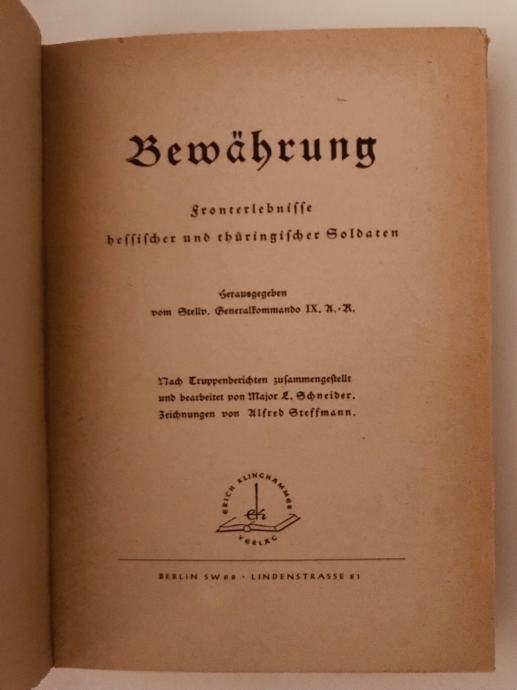 Bewährung
Fronterlebnisse
hessischer und thüringischer Soldaten
Herausgegeben
vom Stellv. Generalkommando IX. A.-K.
Nach Truppenberichten zusammengestellt
und bearbeitet von Major L. Schneider.
Zeichnungen von Alfred Steffmann.
ERICH KLINGHAMMER
ek
VERLAG
BERLIN SW 68 · LINDENSTRASSE 81